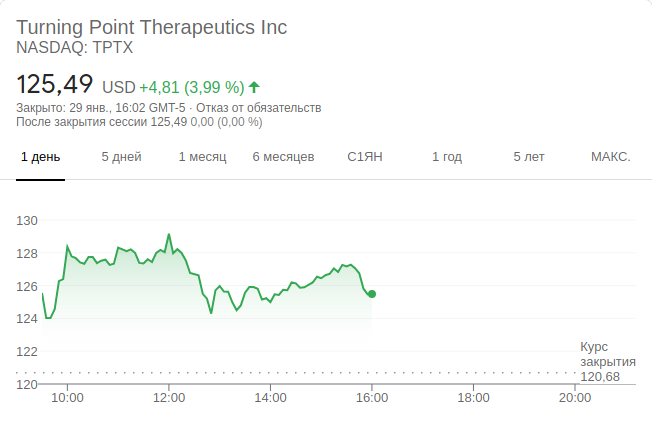 Turning Point Therapeutics Inc
NASDAQ: TPTX
125,49 USD +4,81 (3,99 %)
Закрыто: 29 янв., 16:02 GMT-5 · Отказ от обязательств
После закрытия сессии 125,49 0,00 (0,00 %)
1 день 5 дней 1 месяц 6 месяцев С1ЯН 1 год 5 лет МАКС.
130
128
126
124
122
120
Курс
закрытия
120,68
10:00 12:00 14:00 16:00 18:00 20:00